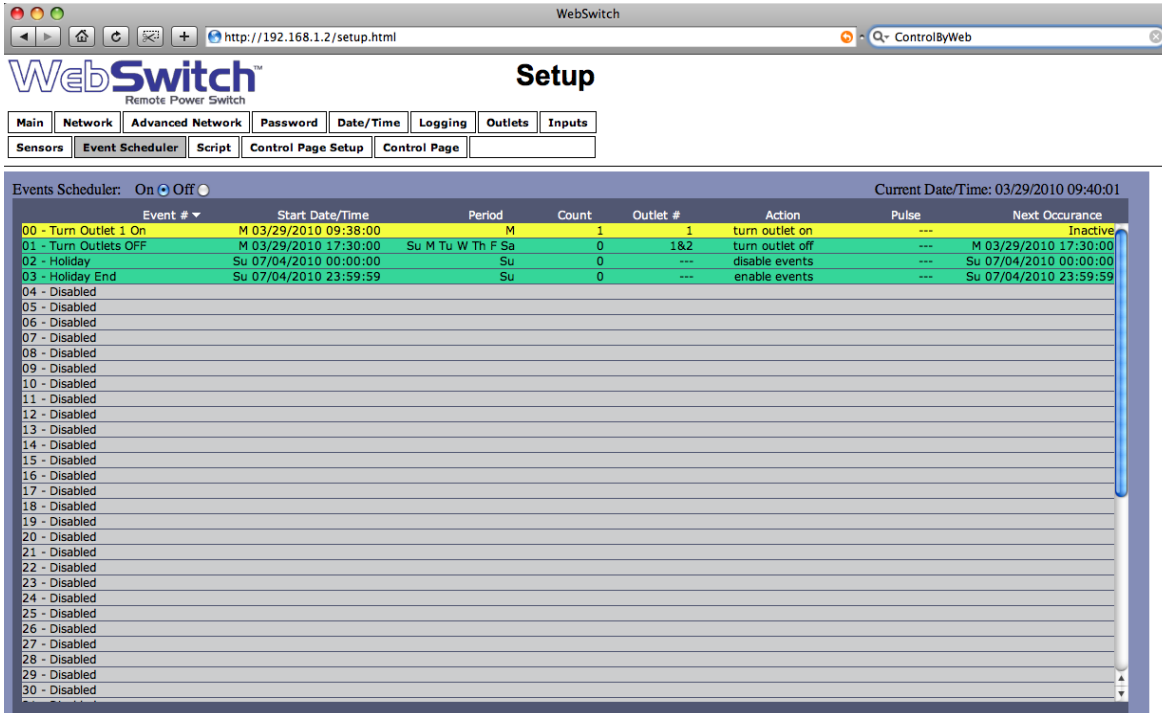 WebSwitch
http://192.168.1.2/setup.html
ControlByWeb
WebSwitch™
Remote Power Switch
Setup
Main Network Advanced Network Password Date/Time Logging Outlets Inputs
Sensors Event Scheduler Script Control Page Setup Control Page
Events Scheduler: On Off Current Date/Time: 03/29/2010 09:40:01
Event # Start Date/Time Period Count Outlet # Action Pulse Next Occurance
00 - Turn Outlet 1 On M 03/29/2010 09:38:00 M 1 1 turn outlet on --- Inactive
01 - Turn Outlets OFF M 03/29/2010 17:30:00 Su M Tu W Th F Sa 0 1&2 turn outlet off --- M 03/29/2010 17:30:00
02 - Holiday Su 07/04/2010 00:00:00 Su 0 --- disable events --- Su 07/04/2010 00:00:00
03 - Holiday End Su 07/04/2010 23:59:59 Su 0 --- enable events --- Su 07/04/2010 23:59:59
04 - Disabled
05 - Disabled
06 - Disabled
07 - Disabled
08 - Disabled
09 - Disabled
10 - Disabled
11 - Disabled
12 - Disabled
13 - Disabled
14 - Disabled
15 - Disabled
16 - Disabled
17 - Disabled
18 - Disabled
19 - Disabled
20 - Disabled
21 - Disabled
22 - Disabled
23 - Disabled
24 - Disabled
25 - Disabled
26 - Disabled
27 - Disabled
28 - Disabled
29 - Disabled
30 - Disabled